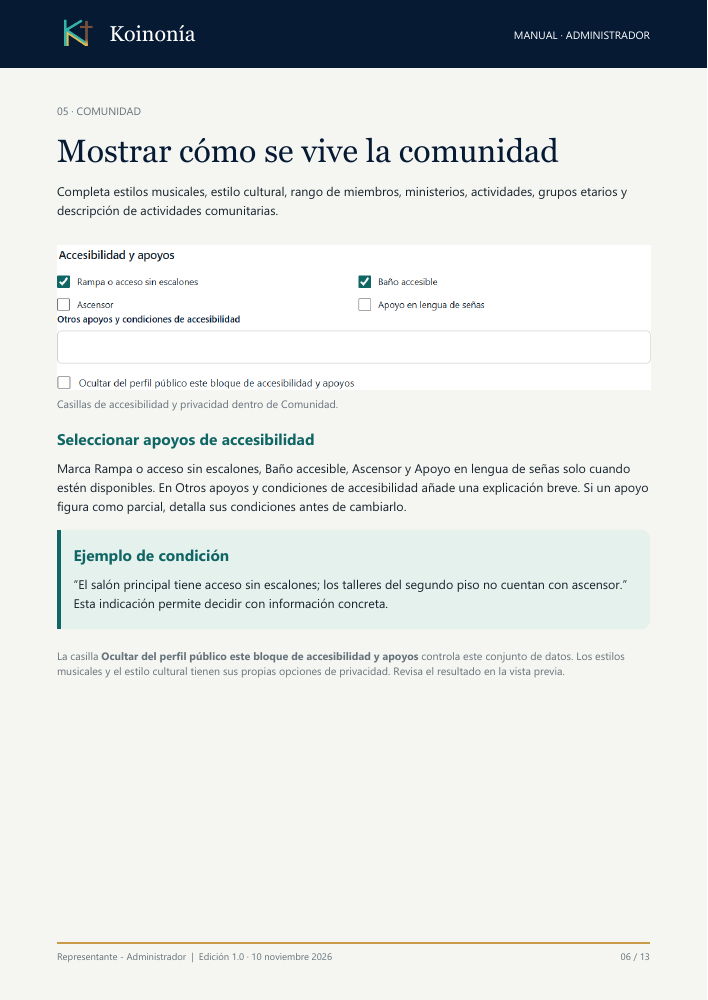 Koinonía
MANUAL · ADMINISTRADOR
05 · COMUNIDAD
Mostrar cómo se vive la comunidad
Completa estilos musicales, estilo cultural, rango de miembros, ministerios, actividades, grupos etarios y
descripción de actividades comunitarias.
Accesibilidad y apoyos
Rampa o acceso sin escalones
Baño accesible
Ascensor
Apoyo en lengua de señas
Otros apoyos y condiciones de accesibilidad
Ocultar del perfil público este bloque de accesibilidad y apoyos
Casillas de accesibilidad y privacidad dentro de Comunidad.
Seleccionar apoyos de accesibilidad
Marca Rampa o acceso sin escalones, Baño accesible, Ascensor y Apoyo en lengua de señas solo cuando
estén disponibles. En Otros apoyos y condiciones de accesibilidad añade una explicación breve. Si un apoyo
figura como parcial, detalla sus condiciones antes de cambiarlo.
Ejemplo de condición
“El salón principal tiene acceso sin escalones; los talleres del segundo piso no cuentan con ascensor.”
Esta indicación permite decidir con información concreta.
La casilla Ocultar del perfil público este bloque de accesibilidad y apoyos controla este conjunto de datos. Los estilos
musicales y el estilo cultural tienen sus propias opciones de privacidad. Revisa el resultado en la vista previa.
Representante - Administrador | Edición 1.0 · 10 noviembre 2026
06 / 13